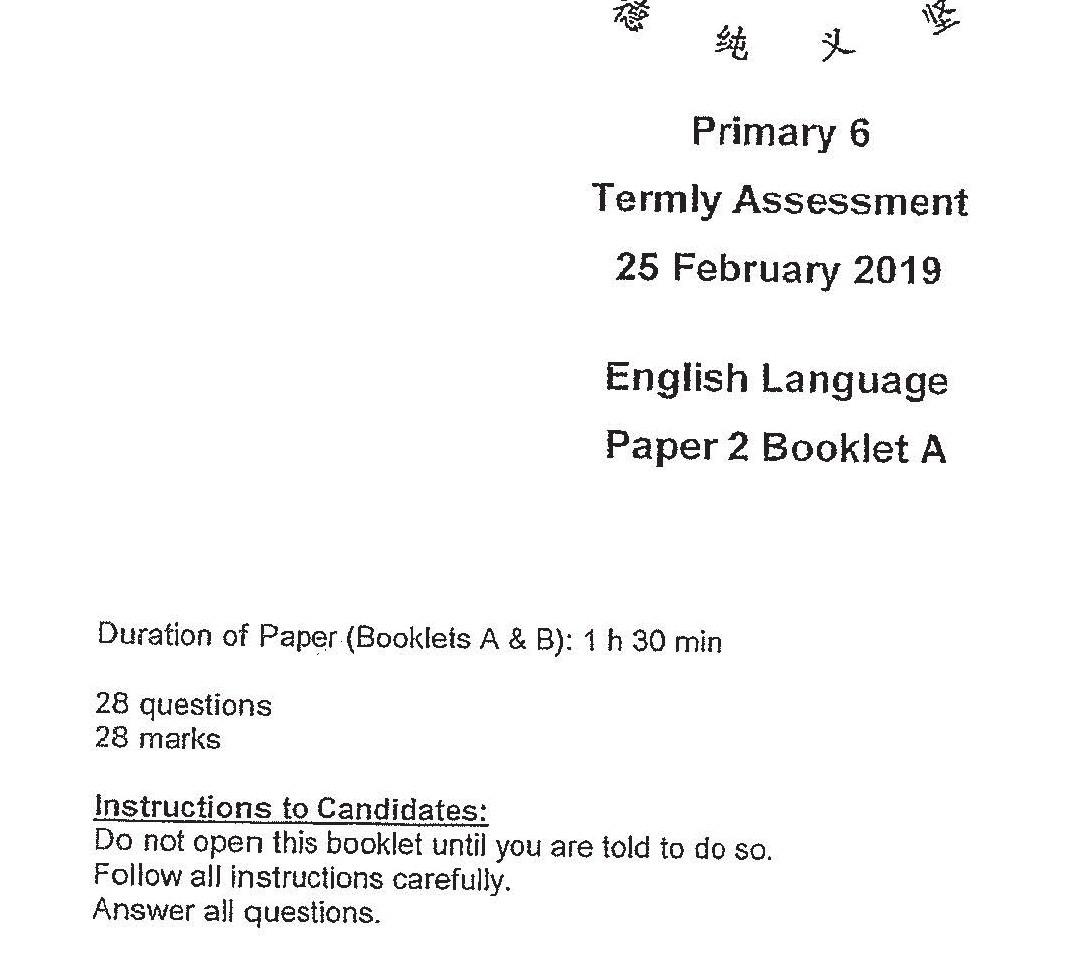 德 纯 义 坚
Primary 6
Termly Assessment
25 February 2019
English Language
Paper 2 Booklet A
Duration of Paper (Booklets A & B): 1 h 30 min
28 questions
28 marks
Instructions to Candidates:
Do not open this booklet until you are told to do so.
Follow all instructions carefully.
Answer all questions.